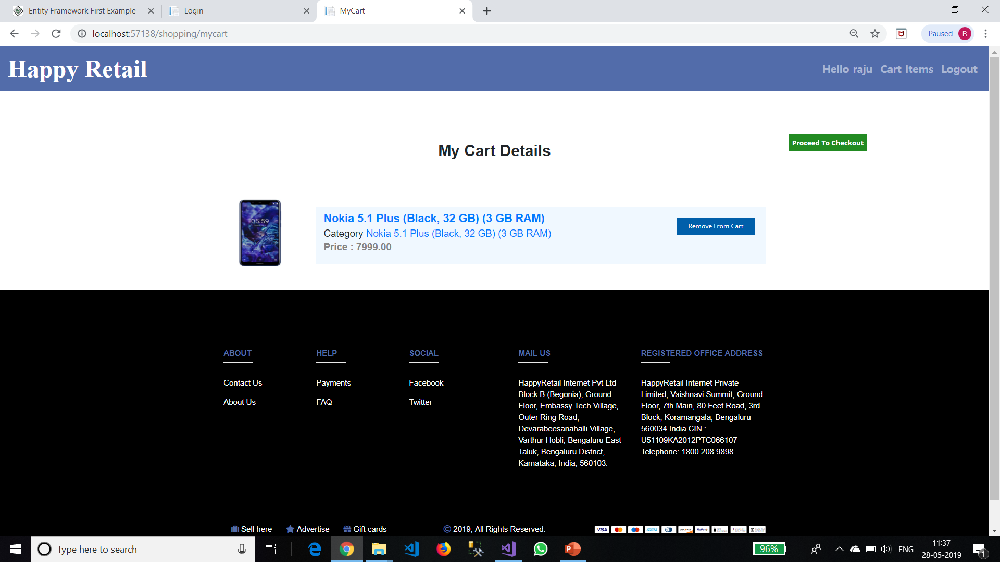 Entity Framework First Example
Login
MyCart
localhost:57138/shopping/mycart
Paused
R
Happy Retail
Hello raju
Cart Items
Logout
My Cart Details
Proceed To Checkout
05:59
Nokia 5.1 Plus (Black, 32 GB) (3 GB RAM)
Remove From Cart
Category Nokia 5.1 Plus (Black, 32 GB) (3 GB RAM)
Price : 7999.00
ABOUT
Contact Us
About Us
HELP
Payments
FAQ
SOCIAL
Facebook
Twitter
MAIL US
HappyRetail Internet Pvt Ltd
Block B (Begonia), Ground
Floor, Embassy Tech Village,
Outer Ring Road,
Devarabeesanahalli Village,
Varthur Hobli, Bengaluru East
Taluk, Bengaluru District,
Karnataka, India, 560103.
REGISTERED OFFICE ADDRESS
HappyRetail Internet Private
Limited, Vaishnavi Summit, Ground
Floor, 7th Main, 80 Feet Road, 3rd
Block, Koramangala, Bengaluru -
560034 India CIN :
U51109KA2012PTC066107
Telephone: 1800 208 9898
Sell here
Advertise
Gift cards
© 2019, All Rights Reserved.
VISA
DISCOVER
RuPay
Type here to search
96%
ENG
11:37
28-05-2019
1